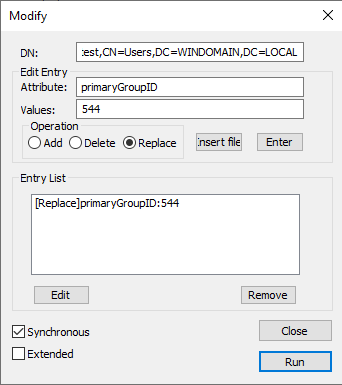 Modify
DN: :est,CN=Users,DC=WINDOMAIN,DC=LOCAL
Edit Entry
Attribute: primaryGroupID
Values: 544
Operation
Add Delete Replace Insert file Enter
Entry List
[Replace]primaryGroupID:544
Edit Remove
Synchronous Close
Extended
Run